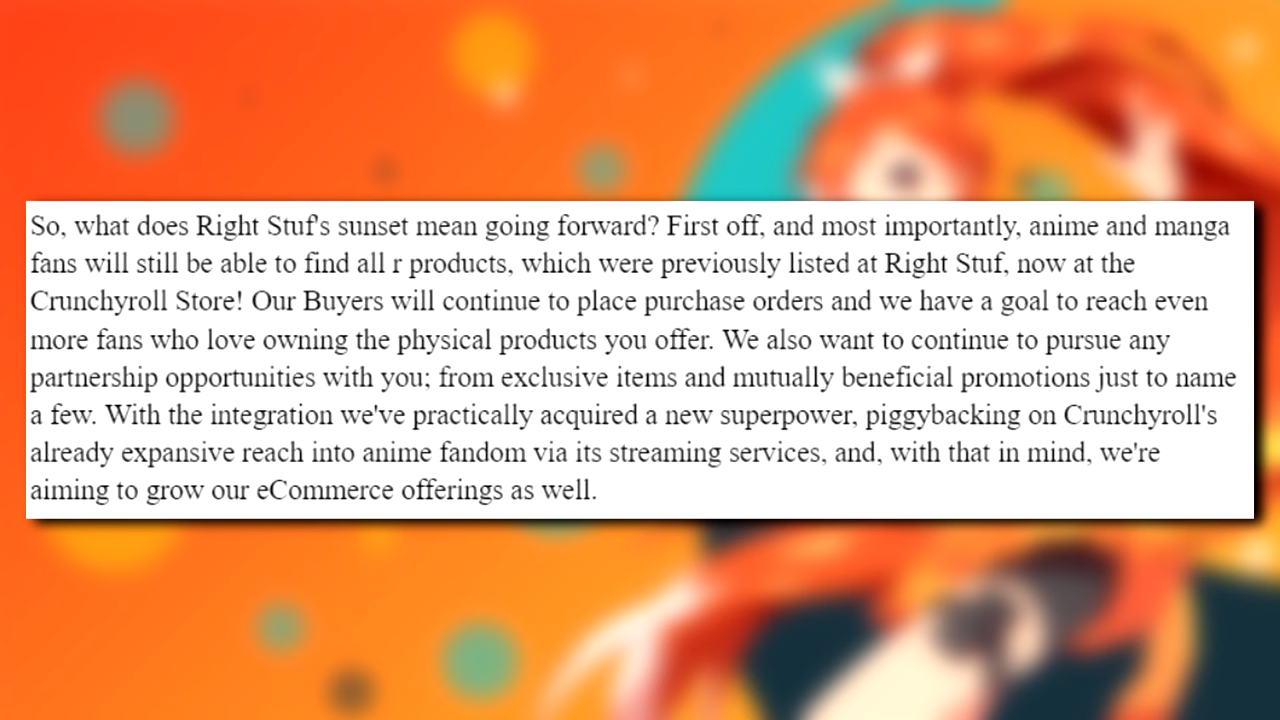 So, what does Right Stuf's sunset mean going forward? First off, and most importantly, anime and manga
fans will still be able to find all r products, which were previously listed at Right Stuf, now at the
Crunchyroll Store! Our Buyers will continue to place purchase orders and we have a goal to reach even
more fans who love owning the physical products you offer. We also want to continue to pursue any
partnership opportunities with you; from exclusive items and mutually beneficial promotions just to name
a few. With the integration we've practically acquired a new superpower, piggybacking on Crunchyroll's
already expansive reach into anime fandom via its streaming services, and, with that in mind, we're
aiming to grow our eCommerce offerings as well.